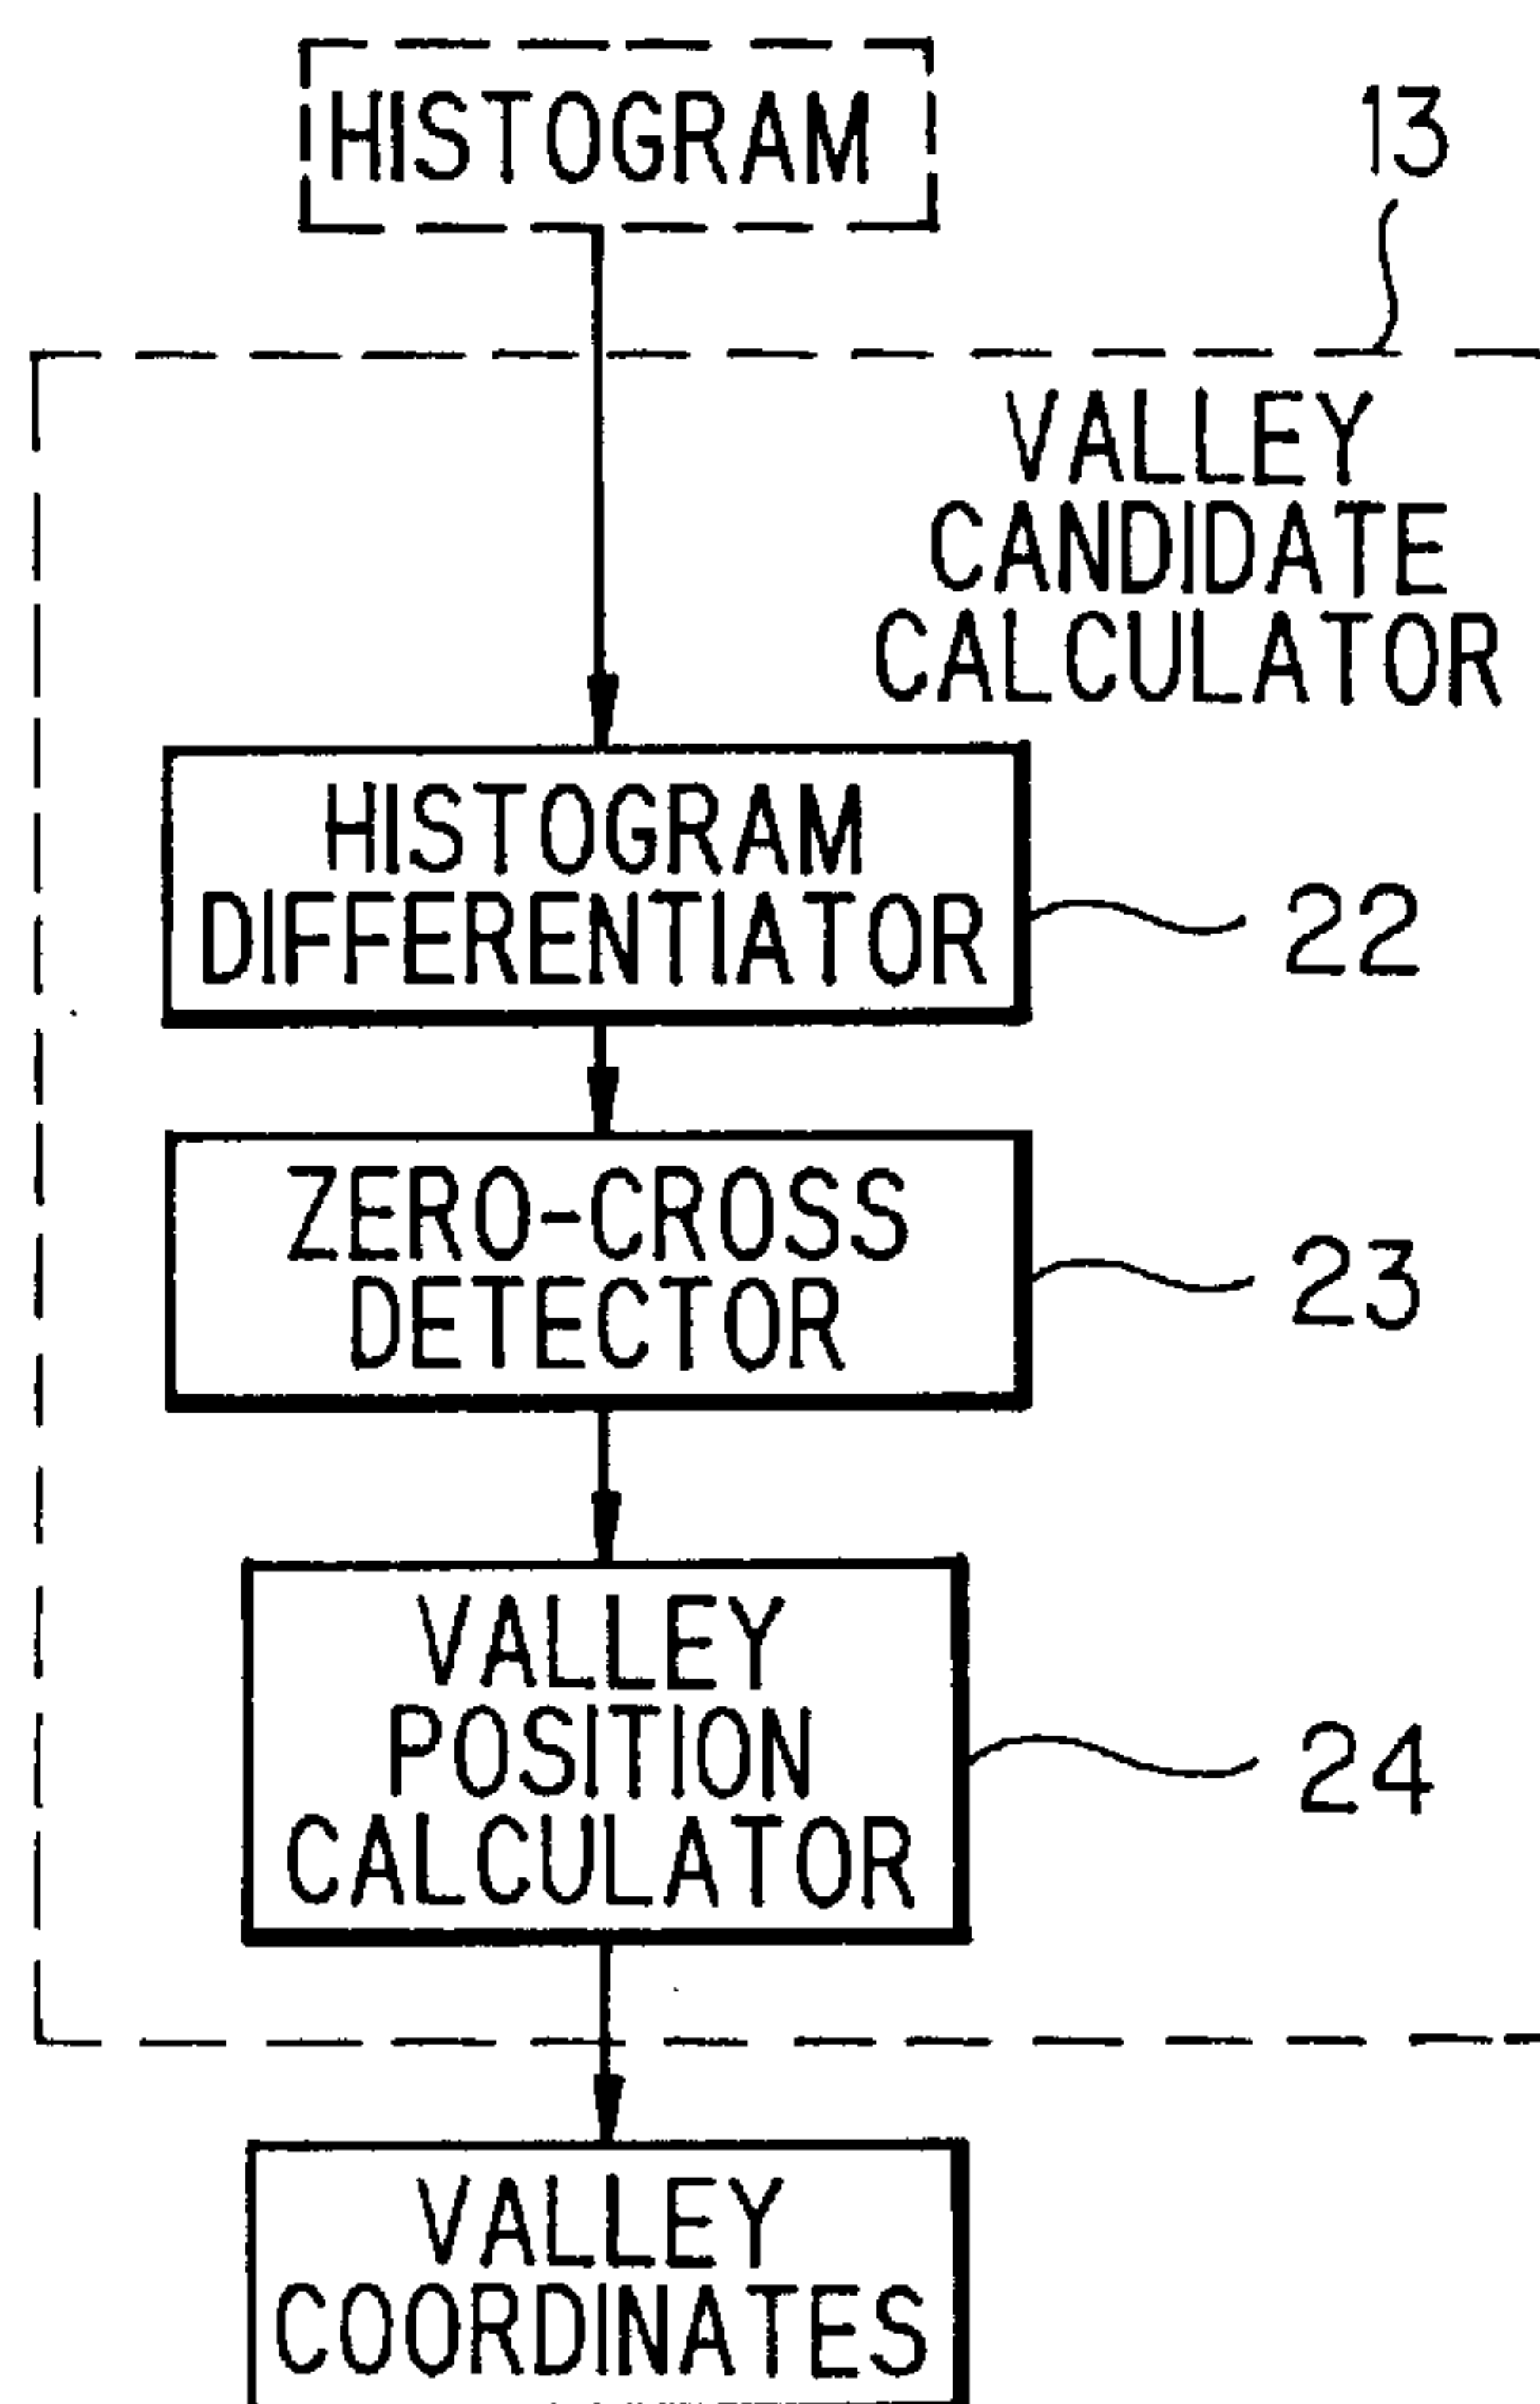 HISTOGRAM
13
VALLEY
CANDIDATE
CALCULATOR
HISTOGRAM
DIFFERENTIATOR
22
ZERO-CROSS
DETECTOR
23
VALLEY
POSITION
CALCULATOR
24
VALLEY
COORDINATES